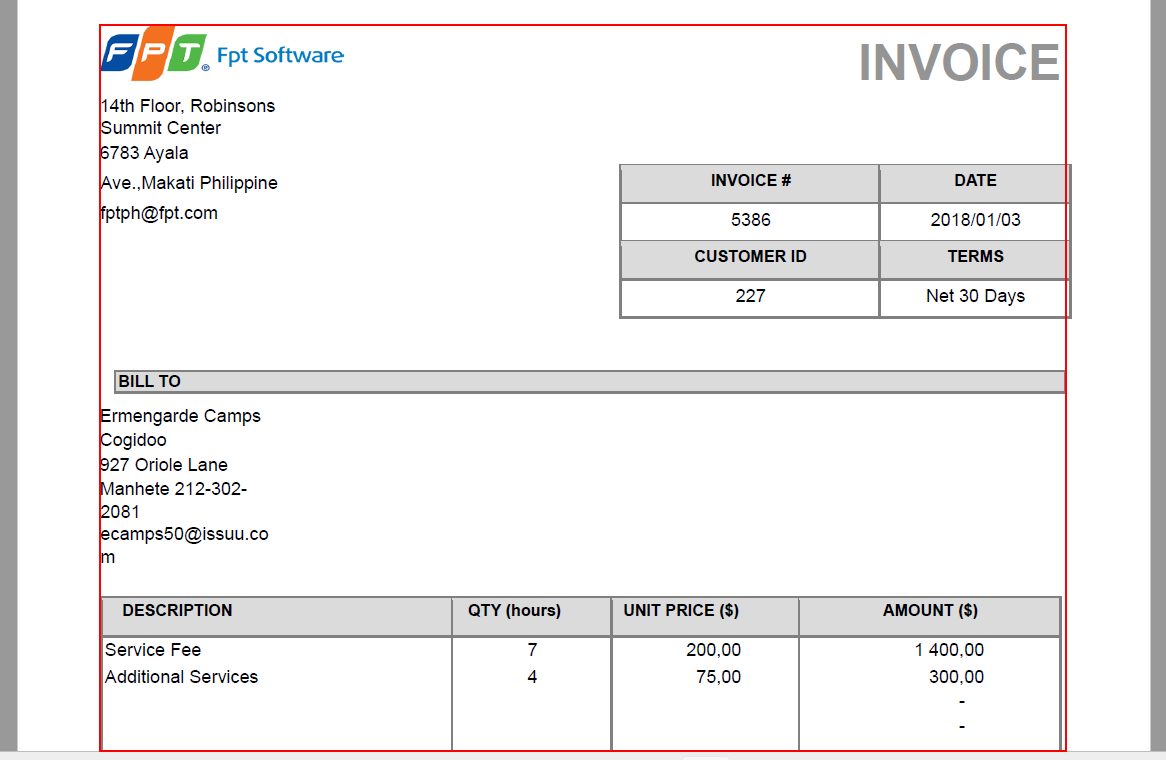 FPT® Fpt Software
INVOICE
14th Floor, Robinsons
Summit Center
6783 Ayala
Ave.,Makati Philippine
fptph@fpt.com
INVOICE # DATE
5386 2018/01/03
CUSTOMER ID TERMS
227 Net 30 Days
BILL TO
Ermengarde Camps
Cogidoo
927 Oriole Lane
Manhete 212-302-
2081
ecamps50@issuu.co
m
DESCRIPTION QTY (hours) UNIT PRICE ($) AMOUNT ($)
Service Fee 7 200,00 1 400,00
Additional Services 4 75,00 300,00
-
-